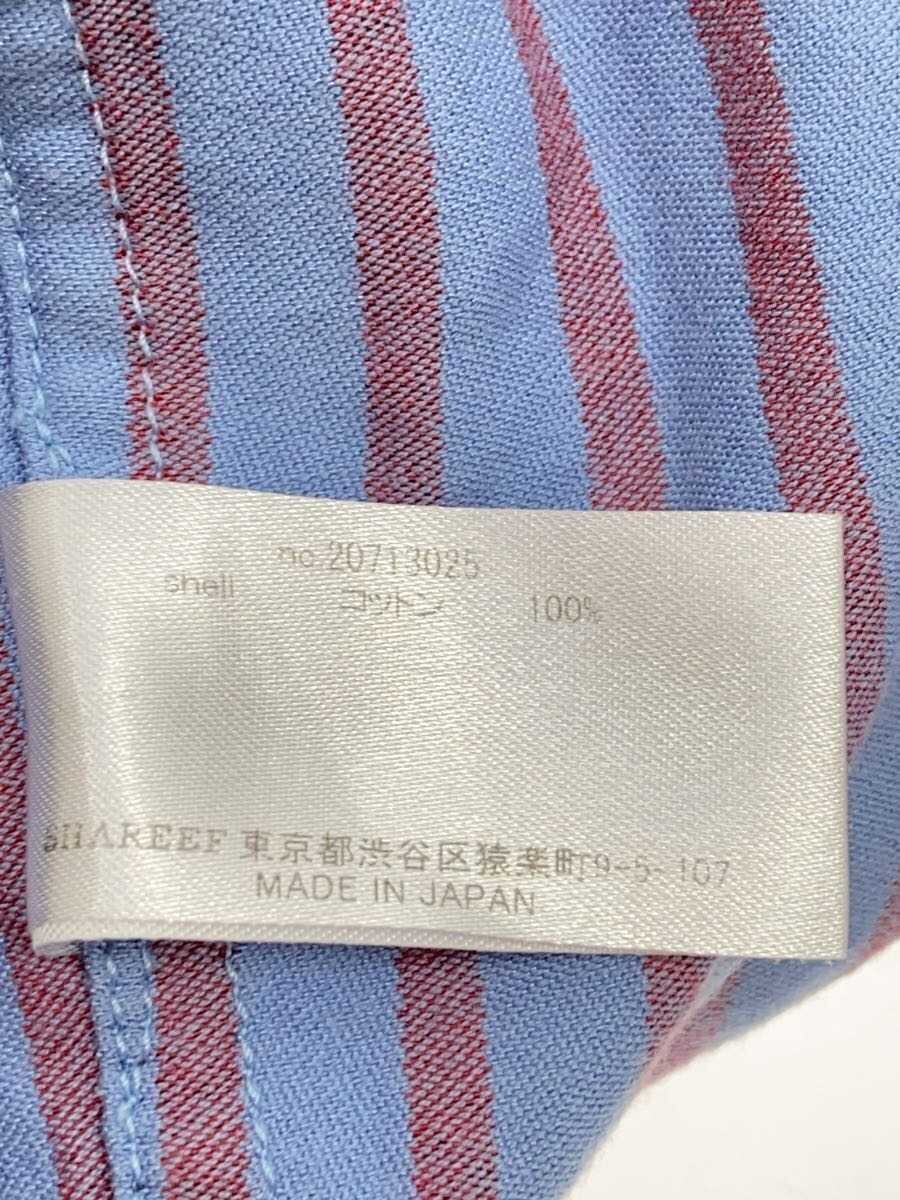 no.20713025
shell コットン 100%
SHAREEF 東京都渋谷区猿楽町9-5-107
MADE IN JAPAN